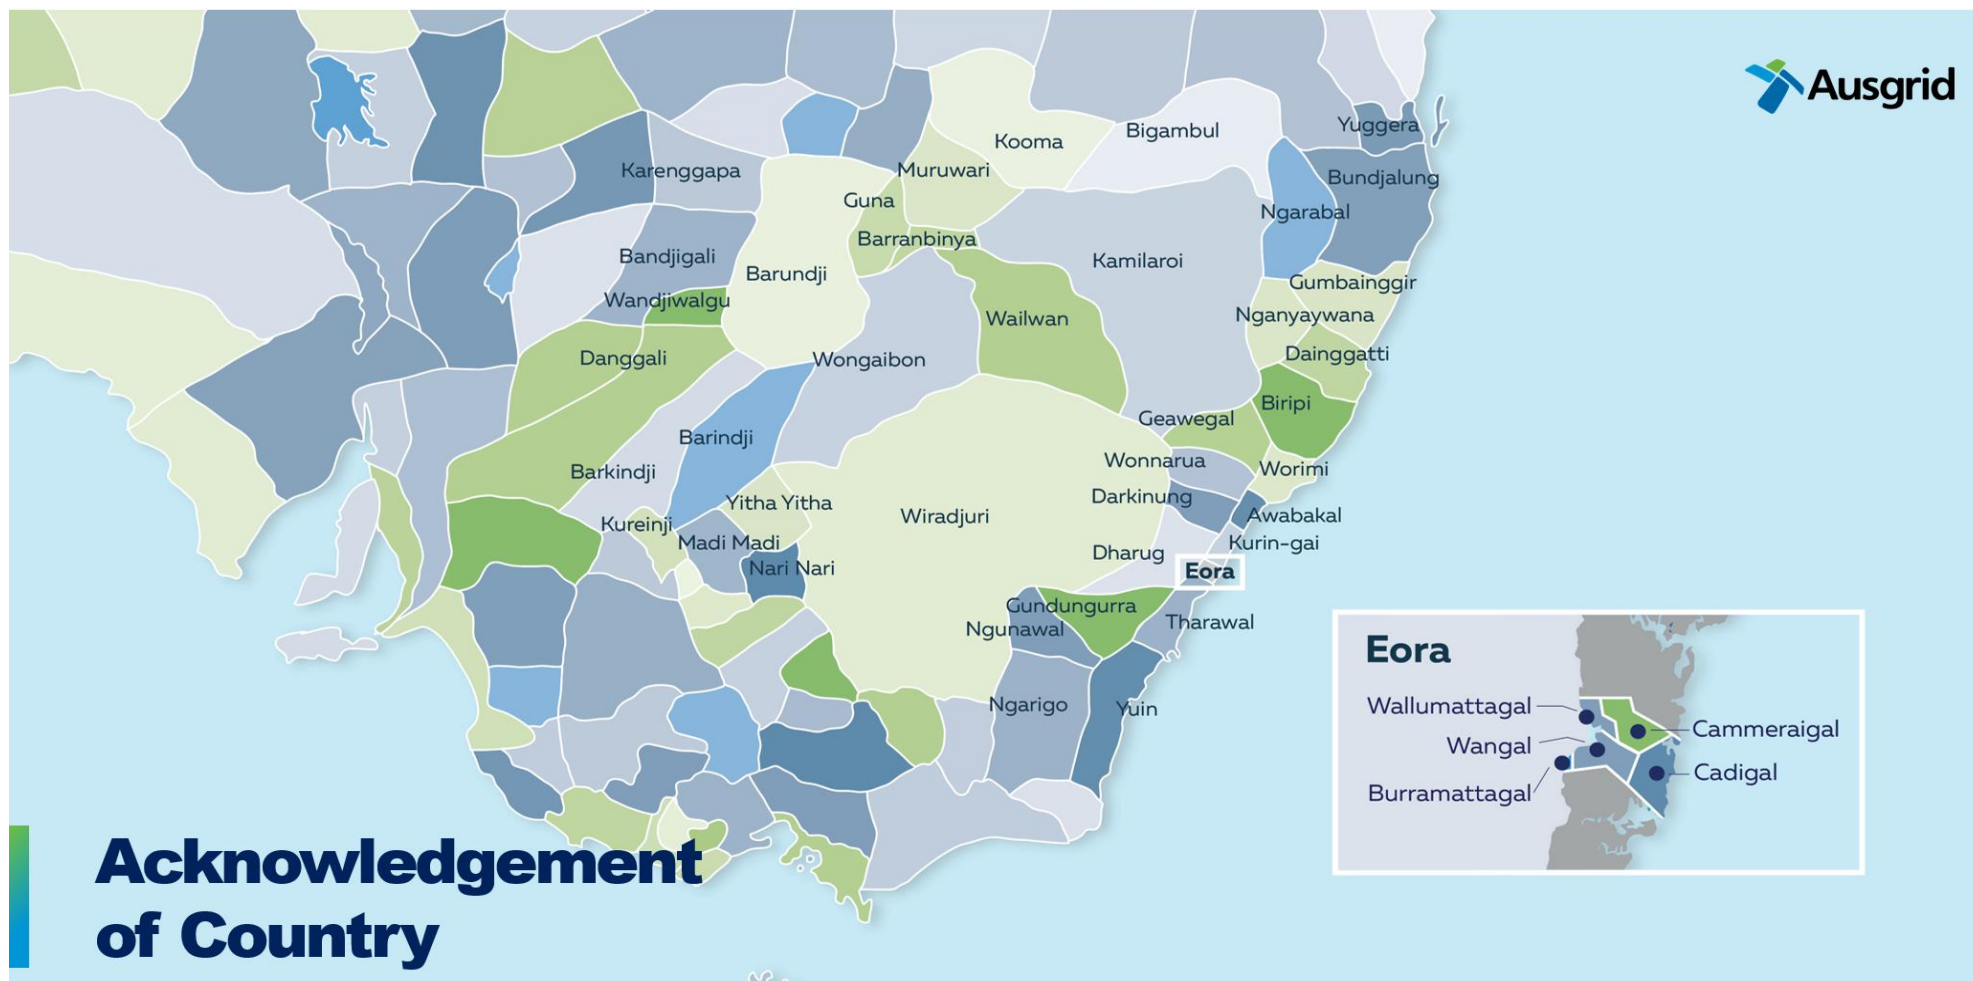 Ausgrid
Yuggera
Bigambul
Kooma
Muruwari
Karenggapa
Bundjalung
Guna
Ngarabal
Barranbinya
Bandjigali
Kamilaroi
Barundji
Gumbainggir
Wandjiwalgu
Nganyaywana
Wailwan
Dainggatti
Danggali
Wongaibon
Biripi
Geawegal
Barindji
Wonnarua
Worimi
Barkindji
Darkinung
Yitha Yitha
Awabakal
Wiradjuri
Kureinji
Madi Madi
Kurin-gai
Dharug
Nari Nari
Eora
Gundungurra
Tharawal
Ngunawal
Ngarigo
Yuin
Eora
Wallumattagal
Cammeraigal
Wangal
Cadigal
Burramattagal
Acknowledgement
of Country